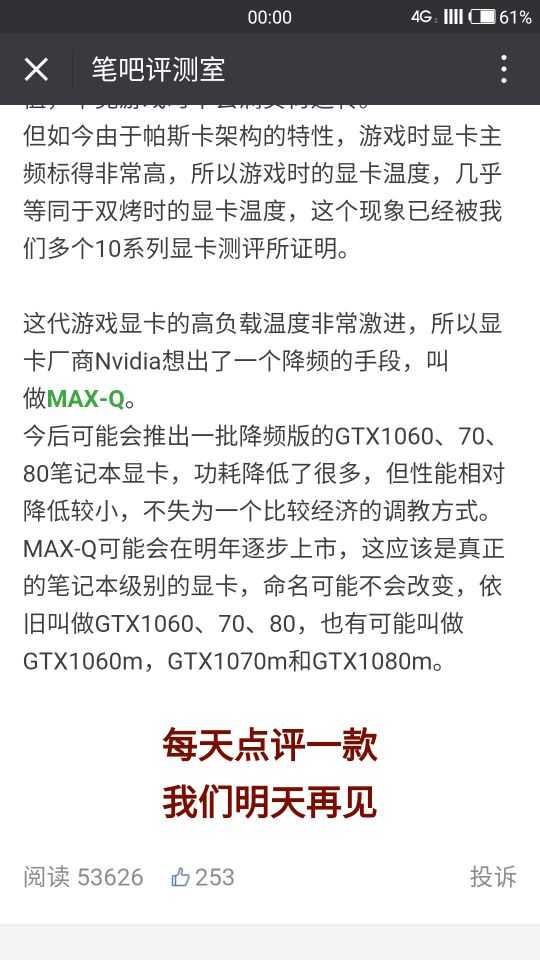 00:00
4G 61%
笔吧评测室
但如今由于帕斯卡架构的特性，游戏时显卡主
频标得非常高，所以游戏时的显卡温度，几乎
等同于双烤时的显卡温度，这个现象已经被我
们多个10系列显卡测评所证明。
这代游戏显卡的高负载温度非常激进，所以显
卡厂商Nvidia想出了一个降频的手段，叫
做MAX-Q。
今后可能会推出一批降频版的GTX1060、70、
80笔记本显卡，功耗降低了很多，但性能相对
降低较小，不失为一个比较经济的调教方式。
MAX-Q可能会在明年逐步上市，这应该是真正
的笔记本级别的显卡，命名可能不会改变，依
旧叫做GTX1060、70、80，也有可能叫做
GTX1060m，GTX1070m和GTX1080m。
每天点评一款
我们明天再见
阅读 53626 253 投诉